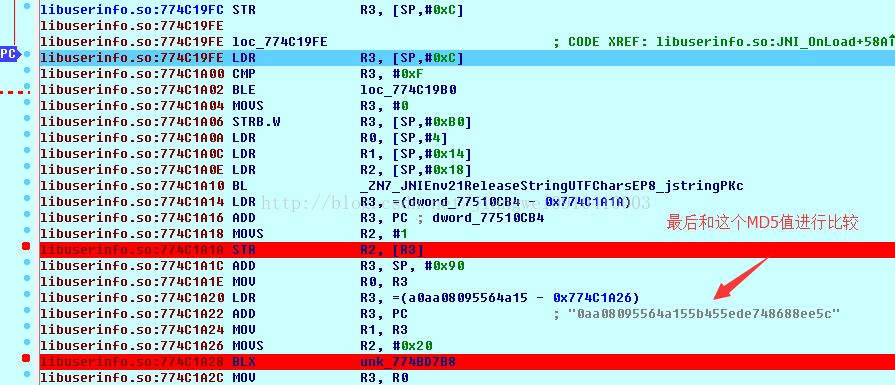 libuserinfo.so:774C19FC STR R3, [SP,#0xC]
libuserinfo.so:774C19FE
libuserinfo.so:774C19FE loc_774C19FE ; CODE XREF: libuserinfo.so:JNI_OnLoad+58A↑
PC libuserinfo.so:774C19FE LDR R3, [SP,#0xC]
libuserinfo.so:774C1A00 CMP R3, #0xF
libuserinfo.so:774C1A02 BLE loc_774C19B0
libuserinfo.so:774C1A04 MOVS R3, #0
libuserinfo.so:774C1A06 STRB.W R3, [SP,#0xB0]
libuserinfo.so:774C1A0A LDR R0, [SP,#4]
libuserinfo.so:774C1A0C LDR R1, [SP,#0x14]
libuserinfo.so:774C1A0E LDR R2, [SP,#0x18]
libuserinfo.so:774C1A10 BL _ZN7_JNIEnv21ReleaseStringUTFCharsEP8_jstringPKc
libuserinfo.so:774C1A14 LDR R3, =(dword_77510CB4 - 0x774C1A1A)
libuserinfo.so:774C1A16 ADD R3, PC ; dword_77510CB4
最后和这个MD5值进行比较
libuserinfo.so:774C1A18 MOVS R2, #1
libuserinfo.so:774C1A1A STR R2, [R3]
libuserinfo.so:774C1A1C ADD R3, SP, #0x90
libuserinfo.so:774C1A1E MOV R0, R3
libuserinfo.so:774C1A20 LDR R3, =(a0aa08095564a15 - 0x774C1A26)
libuserinfo.so:774C1A22 ADD R3, PC ; "0aa08095564a155b455ede748688ee5c"
libuserinfo.so:774C1A24 MOV R1, R3
libuserinfo.so:774C1A26 MOVS R2, #0x20
libuserinfo.so:774C1A28 BLX unk_774BD7B8
libuserinfo.so:774C1A2C MOV R3, R0